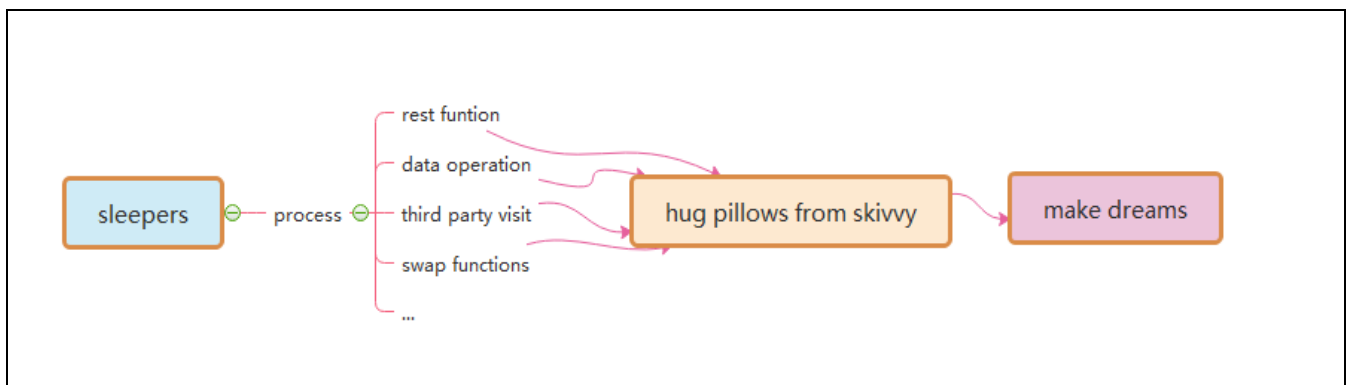 sleepers
process
rest funtion
data operation
third party visit
swap functions
...
hug pillows from skivvy
make dreams